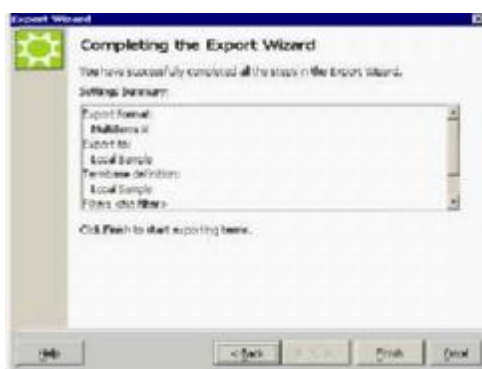 Export Wizard
Completing the Export Wizard
You have successfully completed all the steps in the Export Wizard.
Settings Summary:
Export format:
MultiTerm X
Export to:
Local Sample
Termbase definition:
Local Sample
Filters <No filter>
Click Finish to start exporting items.
Help
< Back
Finish
Cancel